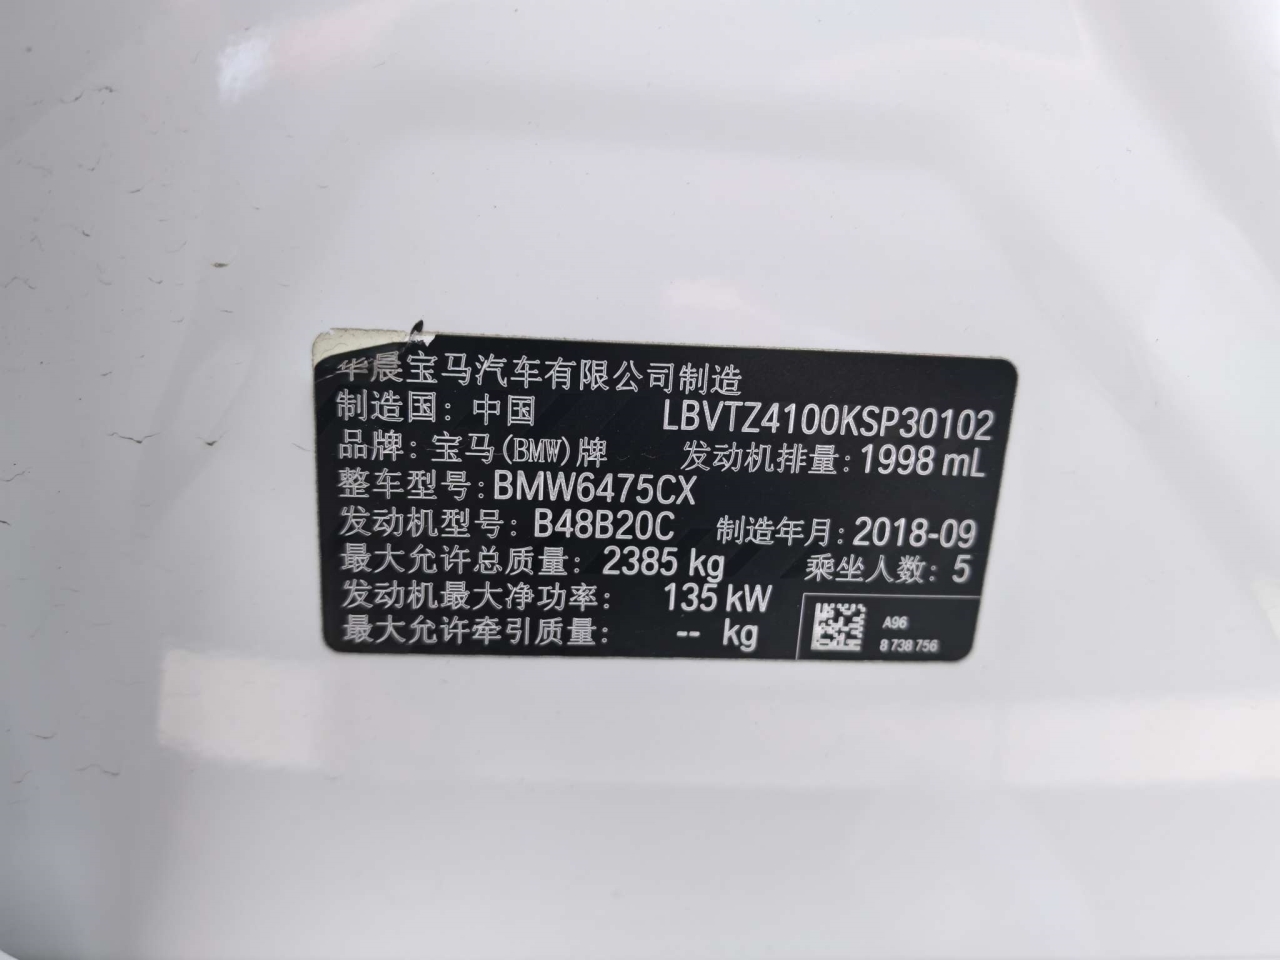 华晨宝马汽车有限公司制造
制造国：中国 LBVTZ4100KSP30102
品牌：宝马(BMW)牌 发动机排量：1998 mL
整车型号：BMW6475CX
发动机型号：B48B20C 制造年月：2018-09
最大允许总质量：2385 kg 乘坐人数：5
发动机最大净功率：135 kW
最大允许牵引质量：-- kg
A96
8 738 756